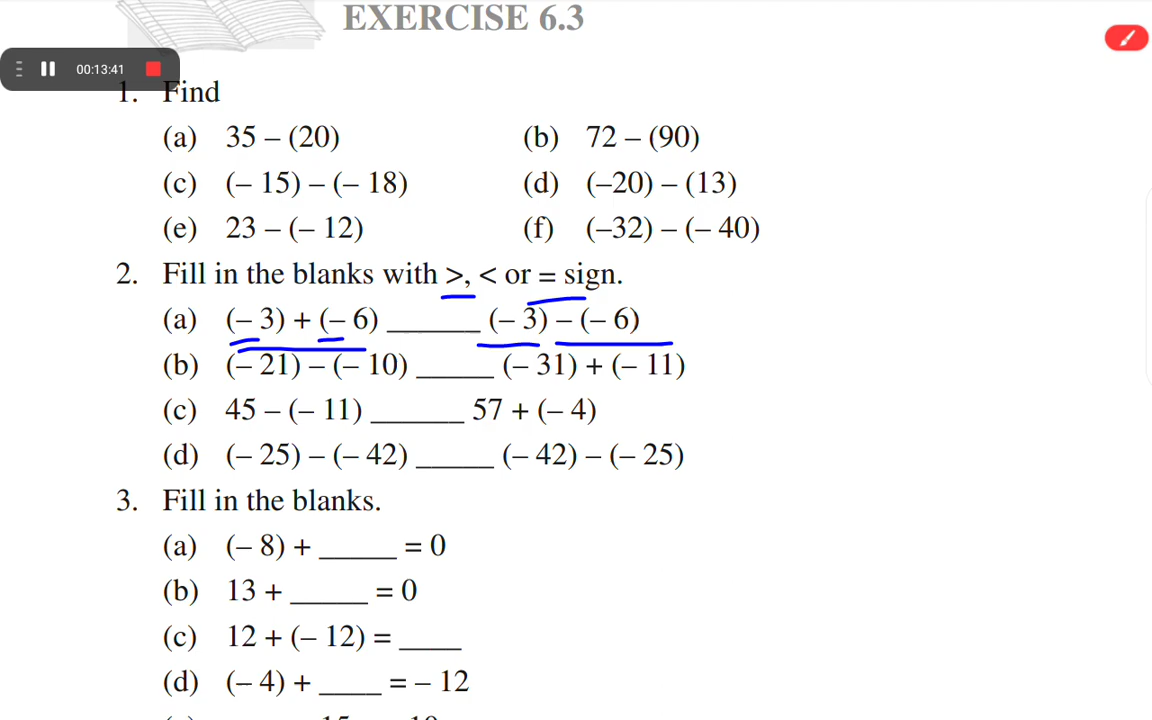 EXERCISE 6.3
00:13:41
1. Find
(a) 35 – (20) (b) 72 – (90)
(c) (– 15) – (– 18) (d) (–20) – (13)
(e) 23 – (– 12) (f) (–32) – (– 40)
2. Fill in the blanks with >, < or = sign.
(a) (– 3) + (– 6) ______ (– 3) – (– 6)
(b) (– 21) – (– 10) _____ (– 31) + (– 11)
(c) 45 – (– 11) ______ 57 + (– 4)
(d) (– 25) – (– 42) _____ (– 42) – (– 25)
3. Fill in the blanks.
(a) (– 8) + _____ = 0
(b) 13 + _____ = 0
(c) 12 + (– 12) = ____
(d) (– 4) + ____ = – 12